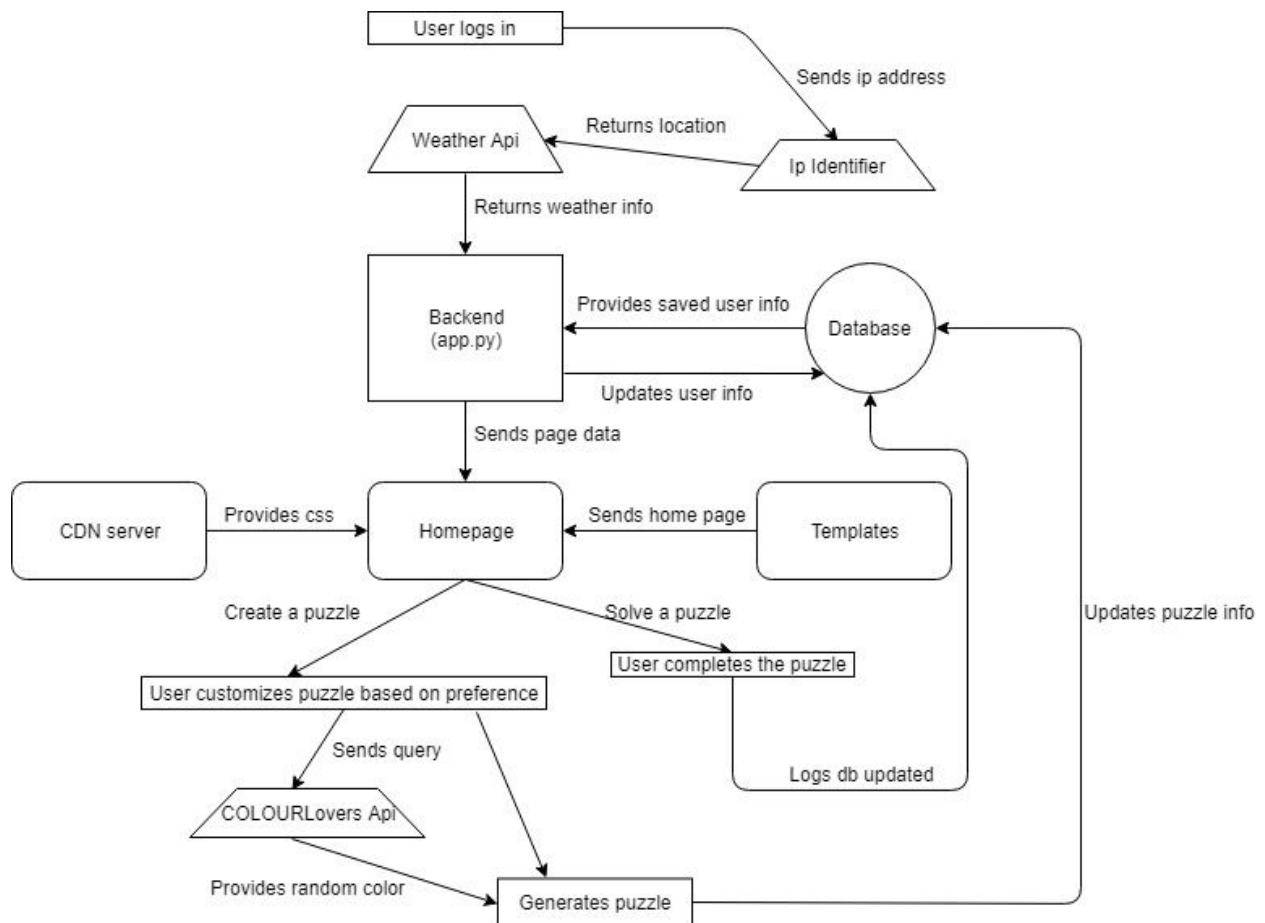 User logs in
Sends ip address
Returns location
Weather Api
Ip Identifier
Returns weather info
Provides saved user info
Backend
(app.py)
Database
Updates user info
Sends page data
CDN server
Provides css
Homepage
Sends home page
Templates
Create a puzzle
Solve a puzzle
Updates puzzle info
User completes the puzzle
User customizes puzzle based on preference
Sends query
Logs db updated
COLOURLovers Api
Provides random color
Generates puzzle